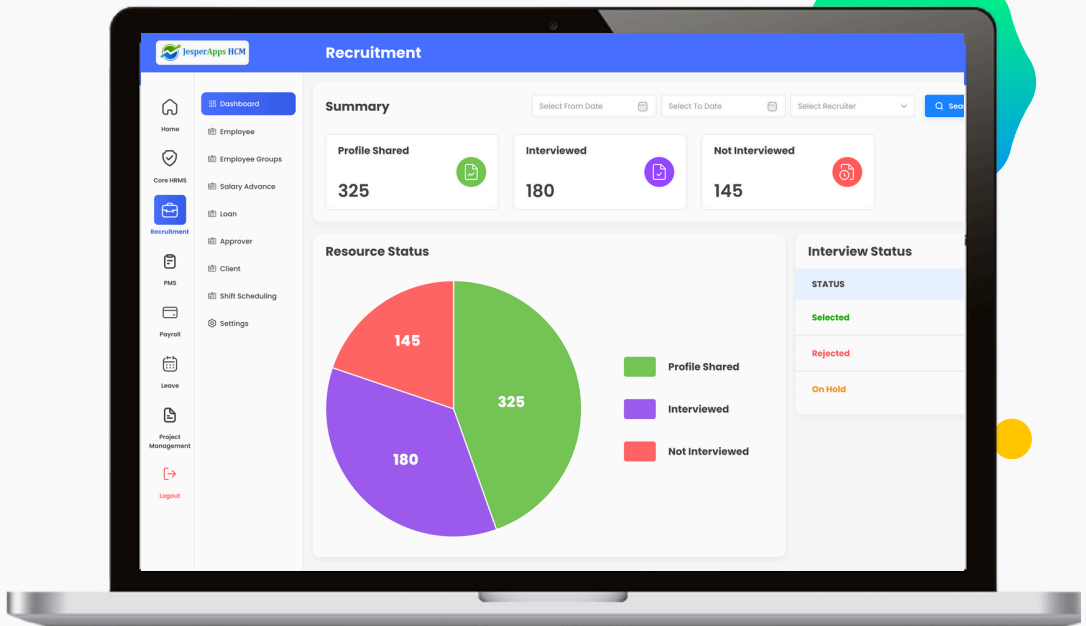 JesperApps HCM
Recruitment
Home
Core HRMS
Recruitment
PMS
Payroll
Leave
Project
Management
Logout
Dashboard
Employee
Employee Groups
Salary Advance
Loan
Approver
Client
Shift Scheduling
Settings
Summary
Select From Date
Select To Date
Select Recruiter
Sea
Profile Shared
325
Interviewed
180
Not Interviewed
145
Resource Status
145
325
180
Profile Shared
Interviewed
Not Interviewed
Interview Status
STATUS
Selected
Rejected
On Hold